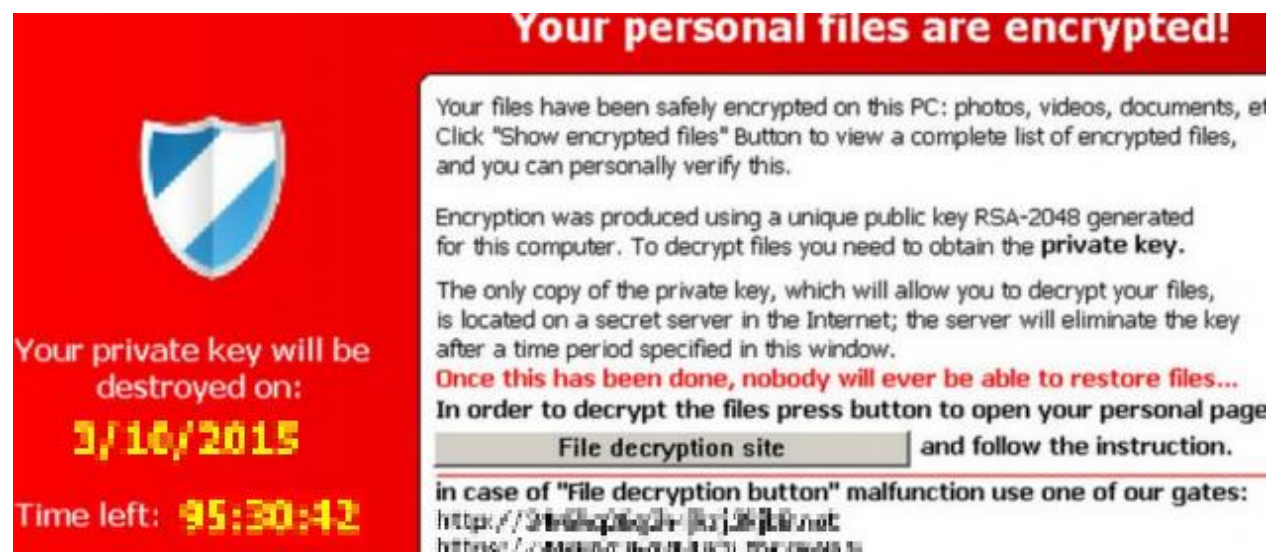 Your personal files are encrypted!
Your files have been safely encrypted on this PC: photos, videos, documents, et
Click "Show encrypted files" Button to view a complete list of encrypted files,
and you can personally verify this.
Encryption was produced using a unique public key RSA-2048 generated
for this computer. To decrypt files you need to obtain the private key.
The only copy of the private key, which will allow you to decrypt your files,
is located on a secret server in the Internet; the server will eliminate the key
after a time period specified in this window.
Once this has been done, nobody will ever be able to restore files...
In order to decrypt the files press button to open your personal page
File decryption site and follow the instruction.
in case of "File decryption button" malfunction use one of our gates:
Your private key will be
destroyed on:
3/10/2015
Time left: 95:30:42